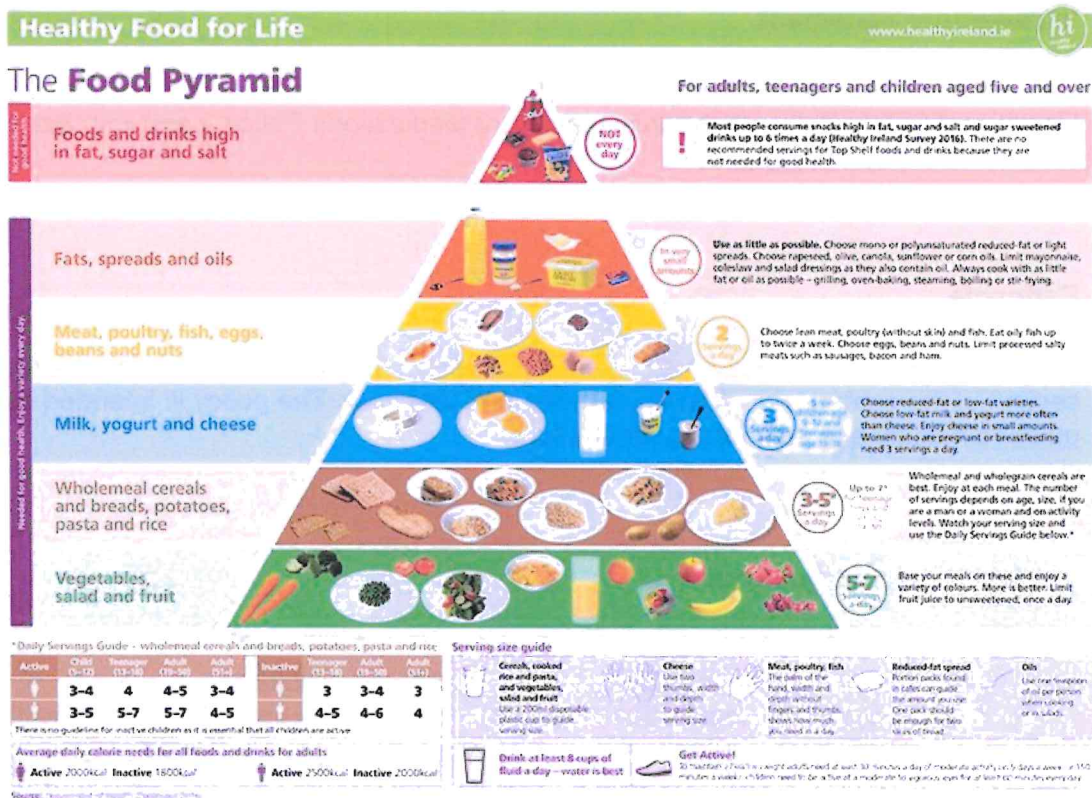 Healthy Food for Life
www.healthyireland.ie
hi
The Food Pyramid
For adults, teenagers and children aged five and over
Not needed for
good health.
Foods and drinks high
in fat, sugar and salt
NOT
every
day
!
Most people consume snacks high in fat, sugar and salt and sugar sweetened
drinks up to 6 times a day (Healthy Ireland Survey 2016). There are no
recommended servings for Top Shelf foods and drinks because they are
not needed for good health.
Needed for good health. Enjoy a variety every day.
Fats, spreads and oils
In very
small
amounts
Use as little as possible. Choose mono or polyunsaturated reduced-fat or light
spreads. Choose rapeseed, olive, canola, sunflower or corn oils. Limit mayonnaise,
coleslaw and salad dressings as they also contain oil. Always cook with as little
fat or oil as possible – grilling, oven-baking, steaming, boiling or stir-frying.
Meat, poultry, fish, eggs,
beans and nuts
2
Servings
a day
Choose lean meat, poultry (without skin) and fish. Eat oily fish up
to twice a week. Choose eggs, beans and nuts. Limit processed salty
meats such as sausages, bacon and ham.
Milk, yogurt and cheese
3
Servings
a day
Choose reduced-fat or low-fat varieties.
Choose low-fat milk and yogurt more often
than cheese. Enjoy cheese in small amounts.
Women who are pregnant or breastfeeding
need 3 servings a day.
Wholemeal cereals
and breads, potatoes,
pasta and rice
3-5*
Servings
a day
Up to 7*
Wholemeal and wholegrain cereals are
best. Enjoy at each meal. The number
of servings depends on age, size, if you
are a man or a woman and on activity
levels. Watch your serving size and
use the Daily Servings Guide below.*
Vegetables,
salad and fruit
5-7
Servings
a day
Base your meals on these and enjoy a
variety of colours. More is better. Limit
fruit juice to unsweetened, once a day.
*Daily Servings Guide – wholemeal cereals and breads, potatoes, pasta and rice
Active Child (5–12) Teenager (13–18) Adult (19–50) Adult (51+)
3–4 4 4–5 3–4
3–5 5–7 5–7 4–5
Inactive Teenager (13–18) Adult (19–50) Adult (51+)
3 3–4 3
4–5 4–6 4
There is no guideline for inactive children as it is essential that all children are active.
Average daily calorie needs for all foods and drinks for adults
Active 2000kcal Inactive 1800kcal
Active 2500kcal Inactive 2000kcal
Serving size guide
Cereals, cooked
rice and pasta,
and vegetables,
salad and fruit
Use a 200ml disposable
plastic cup to guide
serving size.
Cheese
Use two
thumbs, width
and depth
to guide
serving size.
Meat, poultry, fish
The palm of the
hand, width and
depth without
fingers and thumbs,
shows how much
you need in a day.
Reduced-fat spread
Portion packs found
in cafes can guide
the amount you use.
One pack should
be enough for two
slices of bread.
Oils
Use one teaspoon
of oil per person
when cooking
or in salads.
Drink at least 8 cups of
fluid a day – water is best
Get Active!
Source: Department of Health